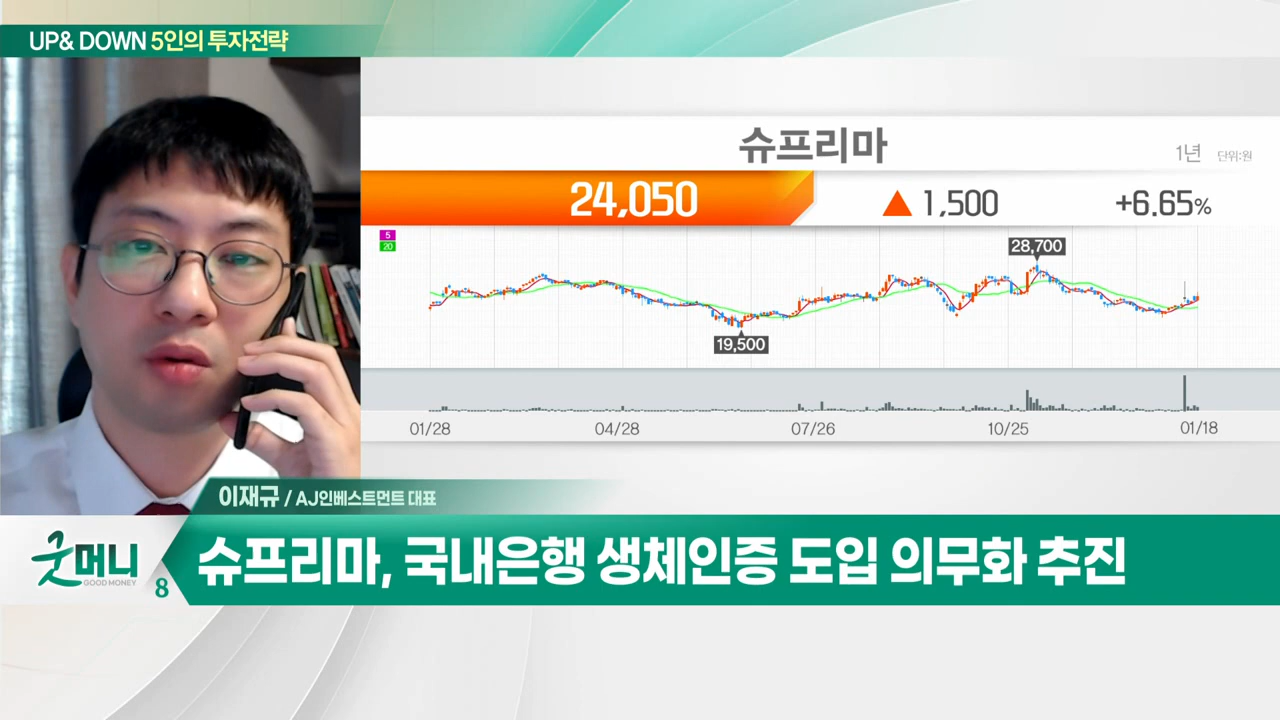 UP& DOWN 5인의 투자전략
슈프리마
1년 단위:원
24,050 ▲ 1,500 +6.65%
5
20
28,700
19,500
01/28 04/28 07/26 10/25 01/18
이재규 / AJ인베스트먼트 대표
굿머니
GOOD MONEY
8
슈프리마, 국내은행 생체인증 도입 의무화 추진